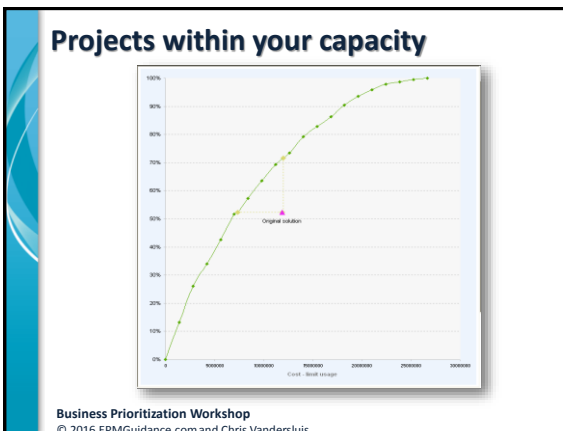 Projects within your capacity
100%
90%
80%
70%
60%
50%
40%
30%
20%
10%
0%
Original solution
0 5000000 10000000 15000000 20000000 25000000 30000000
Cost - limit usage
Business Prioritization Workshop
© 2016 EPMGuidance.com and Chris Vandersluis